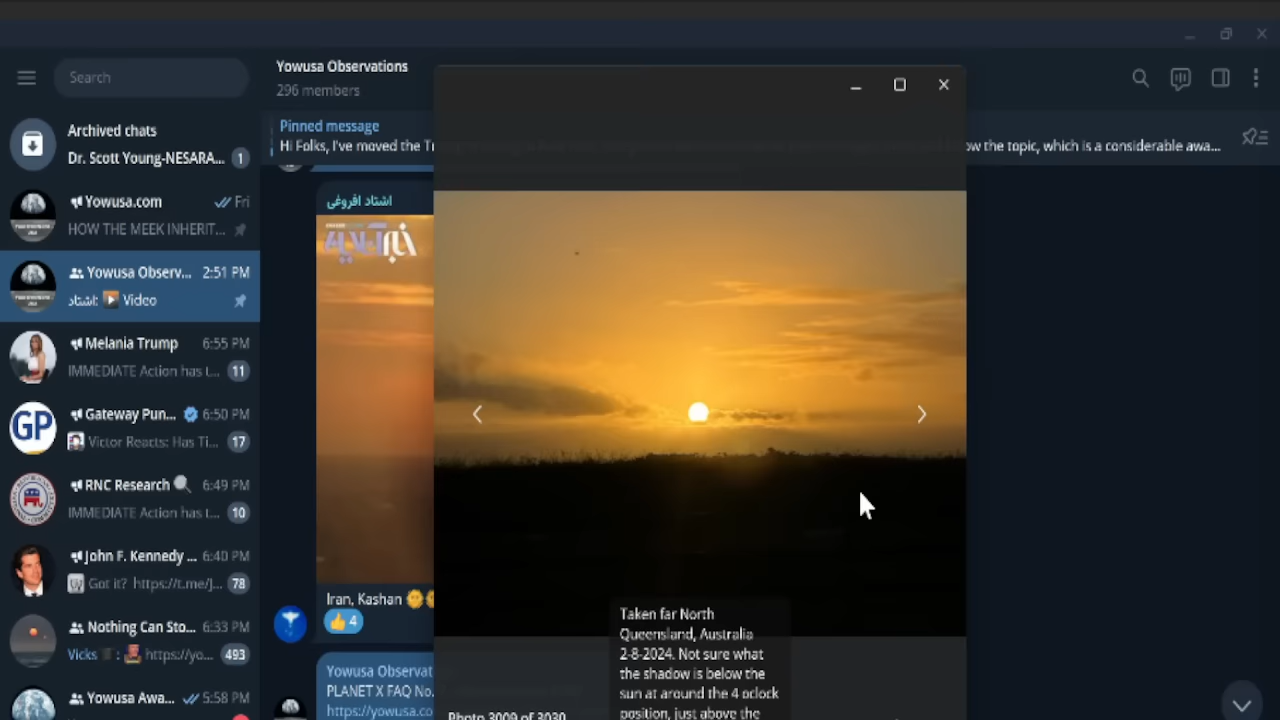 Search
Archived chats
Dr. Scott Young-NESARA... 1
Yowusa.com Fri
HOW THE MEEK INHERIT...
Yowusa Observ... 2:51 PM
اشتاد: Video
Melania Trump 6:55 PM
IMMEDIATE Action has t... 11
GP
Gateway Pun... 6:50 PM
Victor Reacts: Has Ti... 17
RNC Research 6:49 PM
IMMEDIATE Action has t... 10
John F. Kennedy ... 6:40 PM
Got it? https://t.me/J... 78
Nothing Can Sto... 6:33 PM
Vicks : https://yo... 493
Yowusa Awa... 5:58 PM
Yowusa Observations
296 members
Pinned message
Hi Folks, I've moved the
ow the topic, which is a considerable awa...
اشتاد افروغی
خبرآنلاین
Iran, Kashan
4
Yowusa Observat
PLANET X FAQ No.
https://yowusa.co
Photo 3009 of 3030
Taken far North
Queensland, Australia
2-8-2024. Not sure what
the shadow is below the
sun at around the 4 oclock
position, just above the